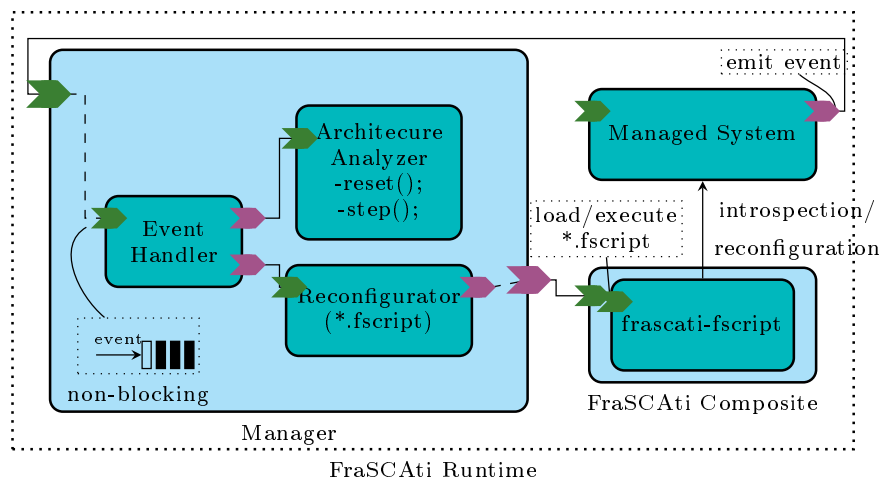 emit event
Architecure
Analyzer
-reset();
-step();
Managed System
Event
Handler
load/execute
*.fscript
introspection/
reconfiguration
Reconfigurator
(*.fscript)
frascati-fscript
event
non-blocking
FraSCAti Composite
Manager
FraSCAti Runtime